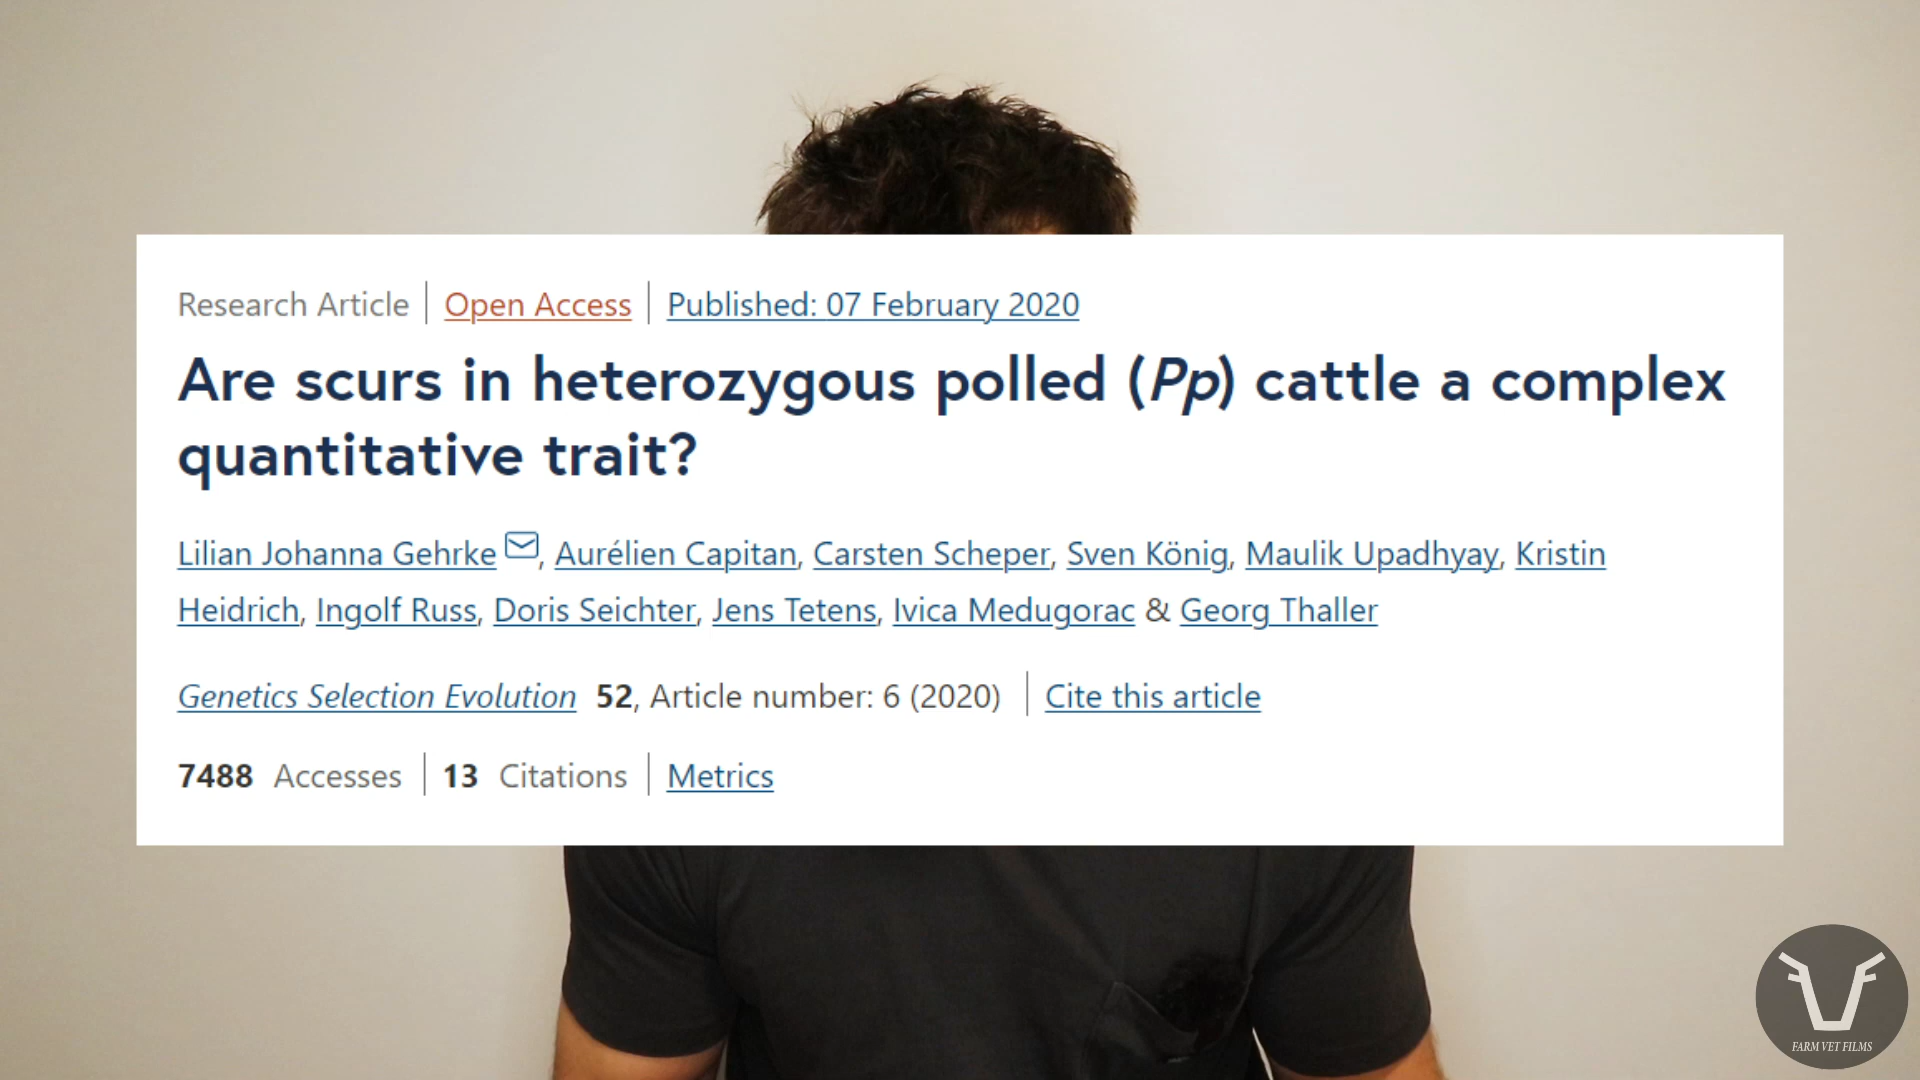 Research Article | Open Access | Published: 07 February 2020
Are scurs in heterozygous polled (Pp) cattle a complex
quantitative trait?
Lilian Johanna Gehrke, Aurélien Capitan, Carsten Scheper, Sven König, Maulik Upadhyay, Kristin
Heidrich, Ingolf Russ, Doris Seichter, Jens Tetens, Ivica Medugorac & Georg Thaller
Genetics Selection Evolution 52, Article number: 6 (2020) | Cite this article
7488 Accesses | 13 Citations | Metrics
FARM VET FILMS